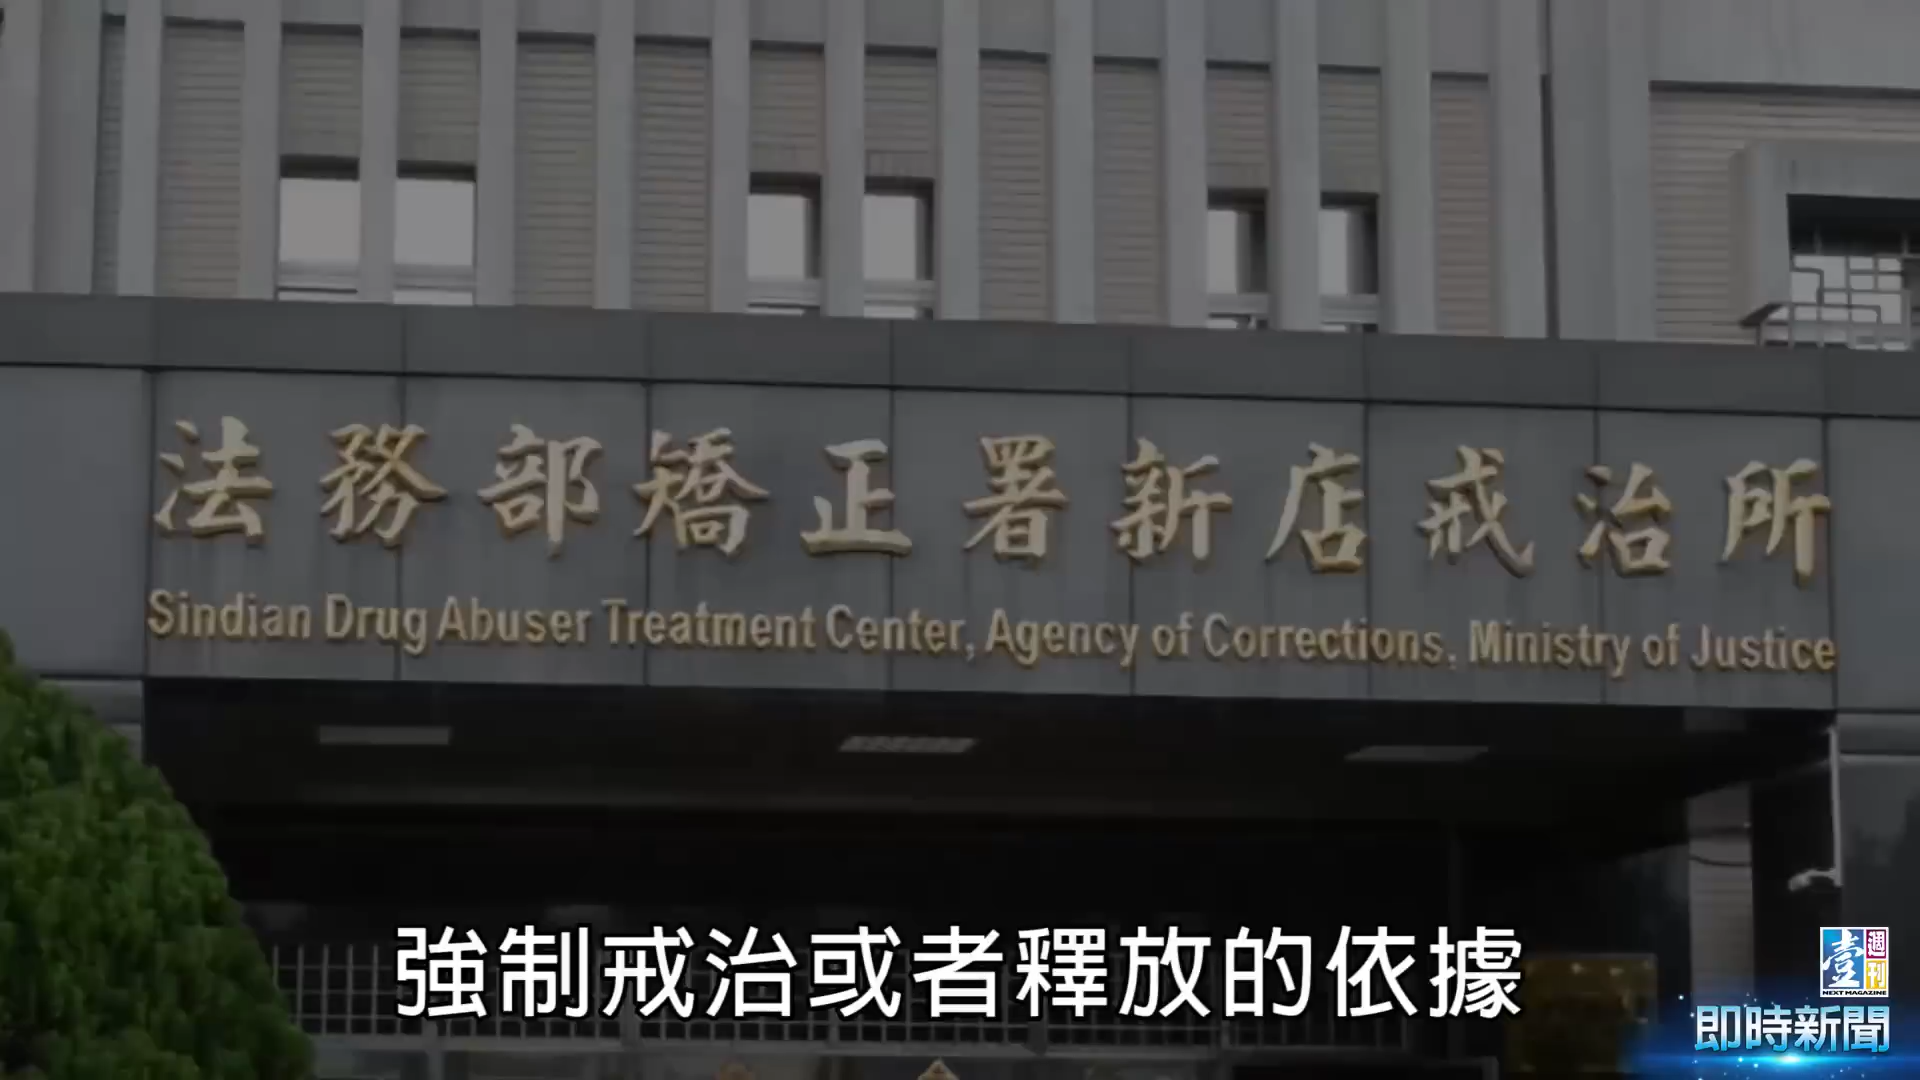 法務部矯正署新店戒治所
Sindian Drug Abuser Treatment Center, Agency of Corrections, Ministry of Justice
強制戒治或者釋放的依據
壹週刊
NEXT MAGAZINE
即時新聞